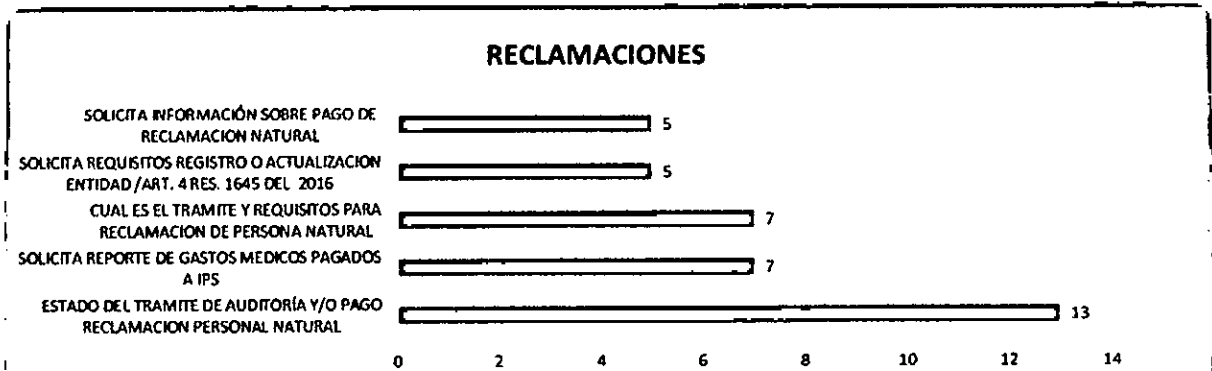 RECLAMACIONES
SOLICITA INFORMACIÓN SOBRE PAGO DE
RECLAMACION NATURAL
5
SOLICITA REQUISITOS REGISTRO O ACTUALIZACION
ENTIDAD /ART. 4 RES. 1645 DEL 2016
5
CUAL ES EL TRAMITE Y REQUISITOS PARA
RECLAMACION DE PERSONA NATURAL
7
SOLICITA REPORTE DE GASTOS MEDICOS PAGADOS
A IPS
7
ESTADO DEL TRAMITE DE AUDITORÍA Y/O PAGO
RECLAMACION PERSONAL NATURAL
13
0 2 4 6 8 10 12 14